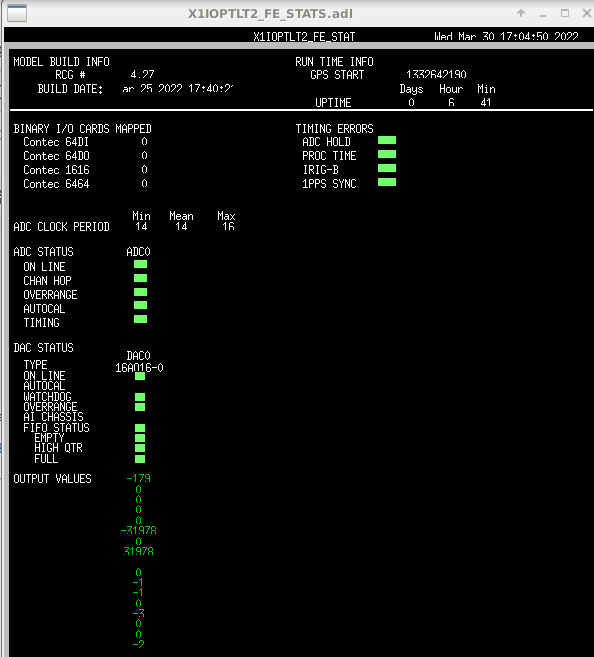 X1IOPTLT2_FE_STATS.adl
X1IOPTLT2_FE_STAT Wed Mar 30 17:04:50 2022
MODEL BUILD INFO RUN TIME INFO
RCG # 4.27 GPS START 1332642190
BUILD DATE: ar 25 2022 17:40:2 Days Hour Min
UPTIME 0 6 41
BINARY I/O CARDS MAPPED TIMING ERRORS
Contec 64DI 0 ADC HOLD
Contec 64DO 0 PROC TIME
Contec 1616 0 IRIG-B
Contec 6464 0 1PPS SYNC
Min Mean Max
ADC CLOCK PERIOD 14 14 16
ADC STATUS ADC0
ON LINE
CHAN HOP
OVERRANGE
AUTOCAL
TIMING
DAC STATUS
DAC0
TYPE 16AO16-0
ON LINE
AUTOCAL
WATCHDOG
OVERRANGE
AI CHASSIS
FIFO STATUS
EMPTY
HIGH QTR
FULL
OUTPUT VALUES -179
0
0
0
0
-31978
0
31978
0
-1
-1
0
-3
0
0
-2